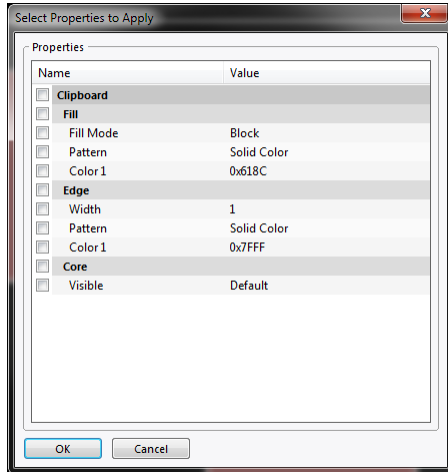 Select Properties to Apply
Properties
Name Value
Clipboard
Fill
Fill Mode Block
Pattern Solid Color
Color 1 0x618C
Edge
Width 1
Pattern Solid Color
Color 1 0x7FFF
Core
Visible Default
OK Cancel